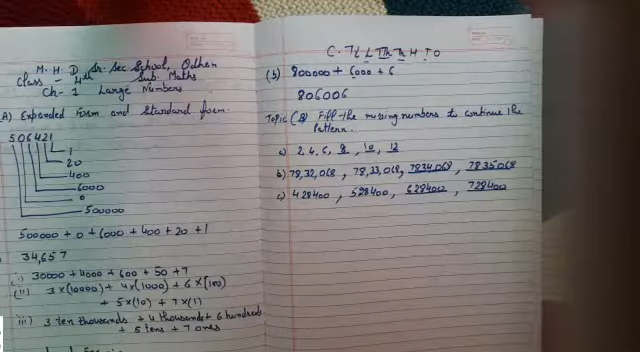 M. H. D. Sr. Sec School, Odhan
Class - 4th Sub. Maths
Ch- 1 Large Numbers
A) Expanded form and Standard form.
506421
1
20
400
6000
0
500000
500000 + 0 + 6000 + 400 + 20 + 1
34,657
(i) 30000 + 4000 + 600 + 50 + 7
(ii) 3 x (10000) + 4 x (1000) + 6 x (100)
+ 5 x (10) + 7 x (1)
iii) 3 ten thousands + 4 thousands + 6 hundreds
+ 5 tens + 7 ones
C. TL L TTh Th H T O
(b) 800000 + 6000 + 6
806006
Topic (B) Fill the missing numbers to continue the
pattern.
a) 2, 4, 6, 8, 10, 12
b) 78,32,068, 78,33,068, 7834068, 7835068
c) 428400, 528400, 628400, 728400